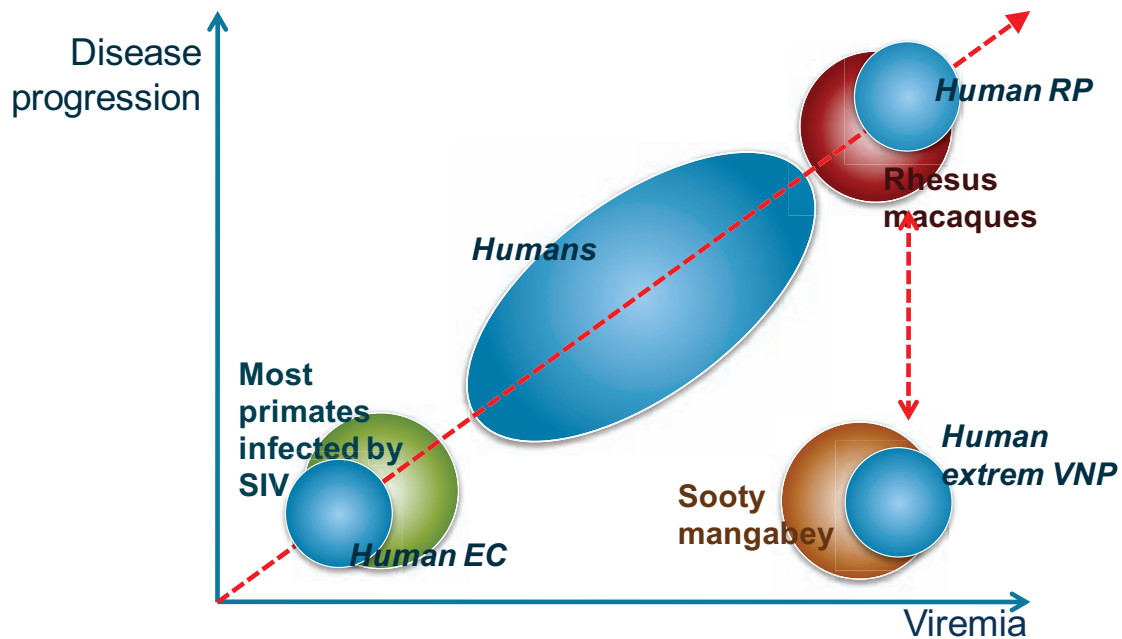 Disease
progression
Human RP
Rhesus
macaques
Humans
Most
primates
infected by
SIV
Human EC
Human
extrem VNP
Sooty
mangabey
Viremia